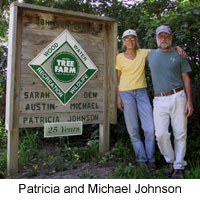 WOOD WATER
TREE
FARM
RECREATION WILDLIFE
SARAH DEW
AUSTIN MICHAEL
PATRICIA JOHNSON
25 Years
Patricia and Michael Johnson